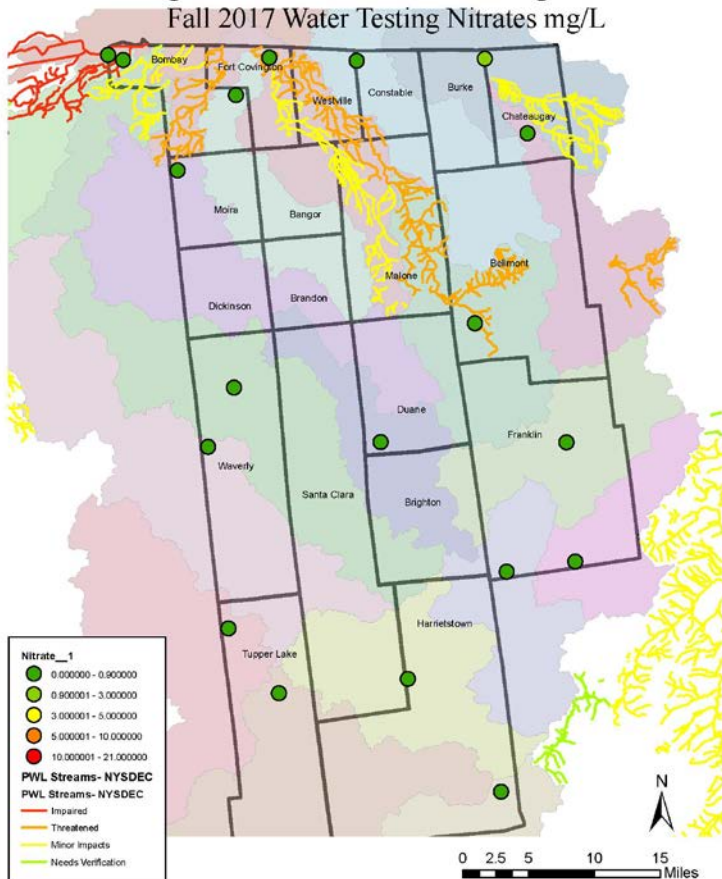 Fall 2017 Water Testing Nitrates mg/L
Bombay
Fort Covington
Westville
Constable
Burke
Chateaugay
Moira
Bangor
Malone
Bellmont
Dickinson
Brandon
Duane
Franklin
Waverly
Santa Clara
Brighton
Harrietstown
Tupper Lake
Nitrate__1
0.000000 - 0.900000
0.900001 - 3.000000
3.000001 - 5.000000
5.000001 - 10.000000
10.000001 - 21.000000
PWL Streams- NYSDEC
PWL Streams- NYSDEC
Impaired
Threatened
Minor Impacts
Needs Verification
N
0 2.5 5 10 15
Miles